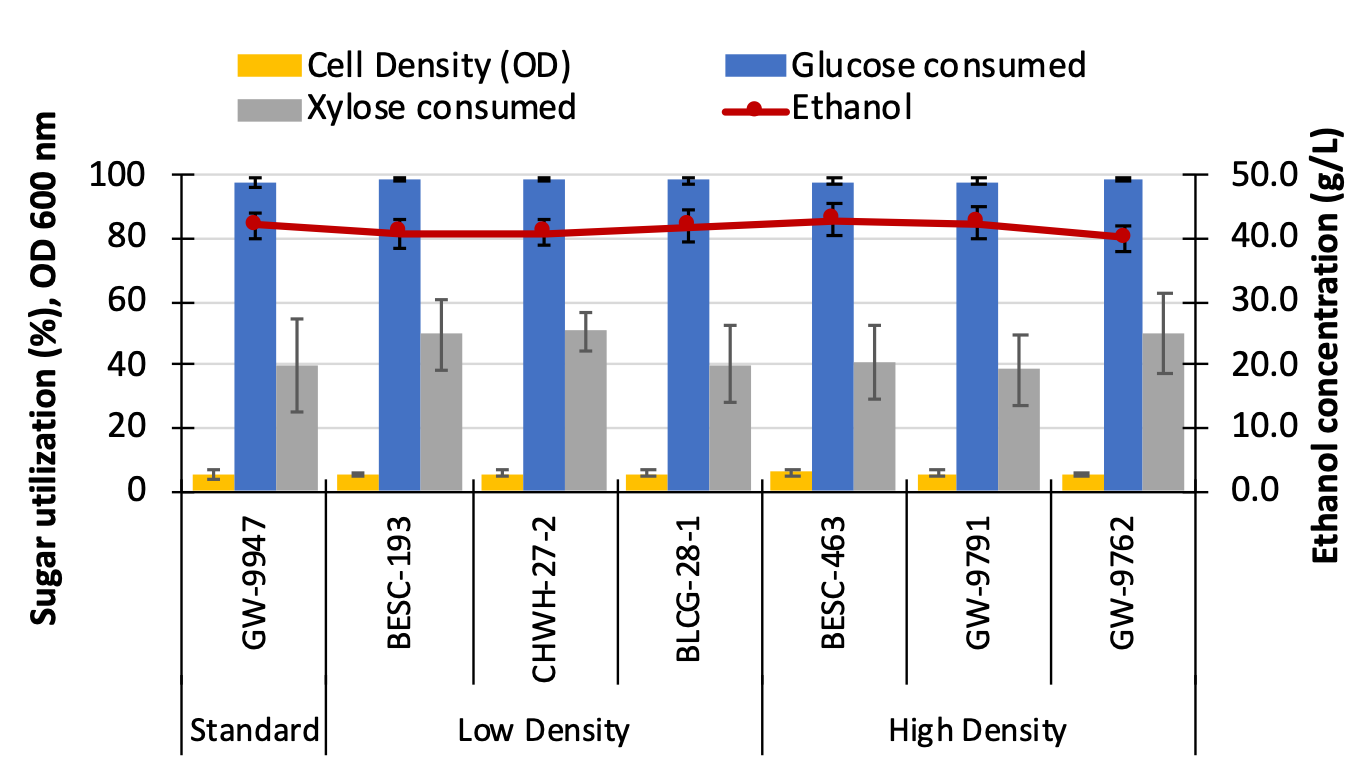 Cell Density (OD)
Glucose consumed
Xylose consumed
Ethanol
Sugar utilization (%), OD 600 nm
100
80
60
40
20
0
50.0
40.0
30.0
20.0
10.0
0.0
Ethanol concentration (g/L)
GW-9947
BESC-193
CHWH-27-2
BLCG-28-1
BESC-463
GW-9791
GW-9762
Standard
Low Density
High Density